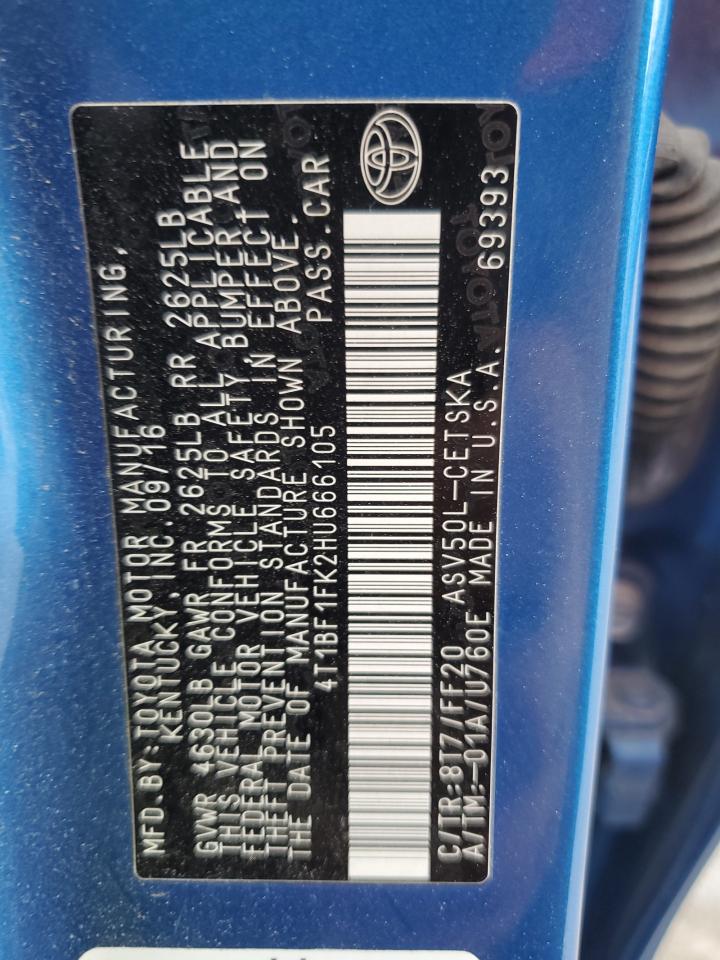 MFD. BY: TOYOTA MOTOR MANUFACTURING,
KENTUCKY, INC. 09/16
GVWR 4630LB GAWR FR 2625LB RR 2625LB
THIS VEHICLE CONFORMS TO ALL APPLICABLE
FEDERAL MOTOR VEHICLE SAFETY, BUMPER, AND
THEFT PREVENTION STANDARDS IN EFFECT ON
THE DATE OF MANUFACTURE SHOWN ABOVE.
4T1BF1FK2HU666105 PASS. CAR
C/TR: 8T7/FF20 ASV50L-CETSKA
A/TM: -01A/U760E MADE IN U.S.A. 69393